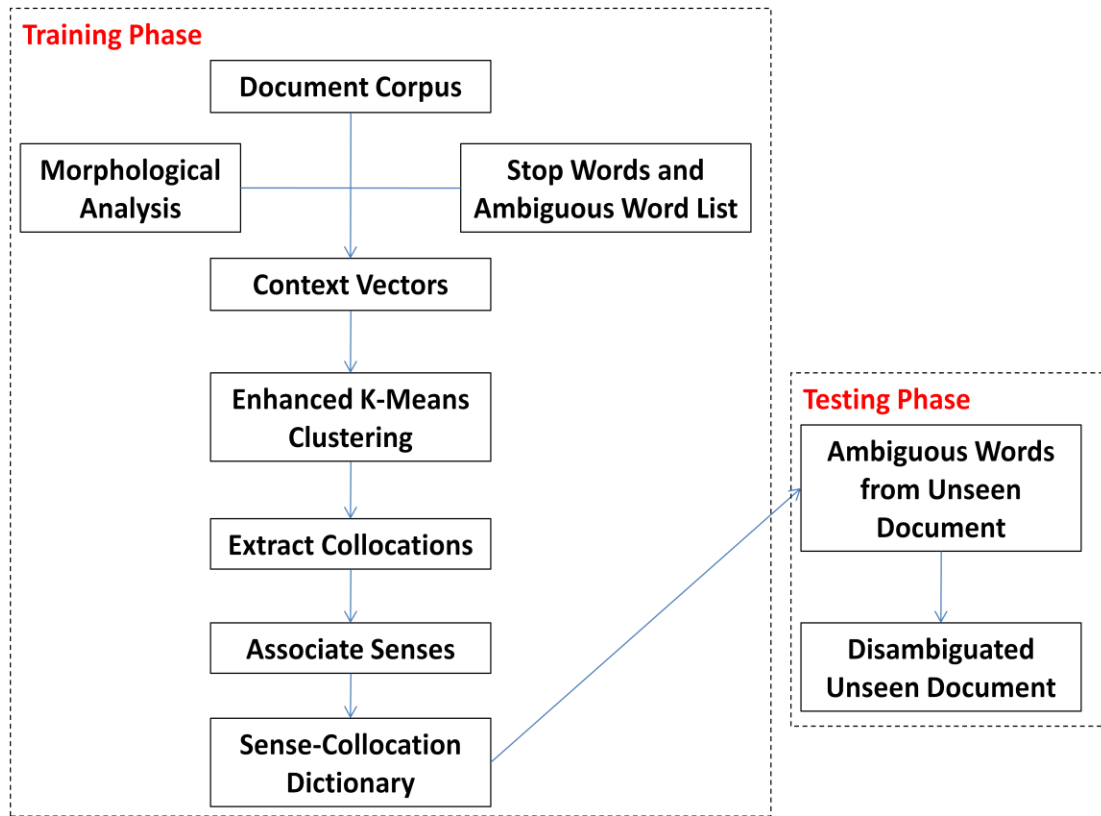 Training Phase
Document Corpus
Morphological
Analysis
Stop Words and
Ambiguous Word List
Context Vectors
Enhanced K-Means
Clustering
Extract Collocations
Associate Senses
Sense-Collocation
Dictionary
Testing Phase
Ambiguous Words
from Unseen
Document
Disambiguated
Unseen Document